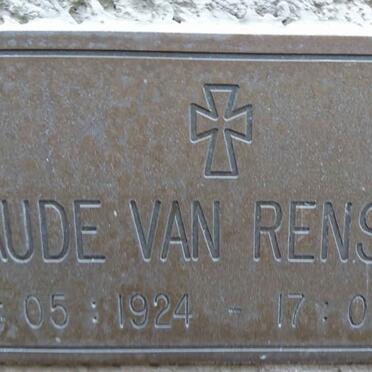 AUDE VAN RENS
: 05 : 1924 - 17 : 0